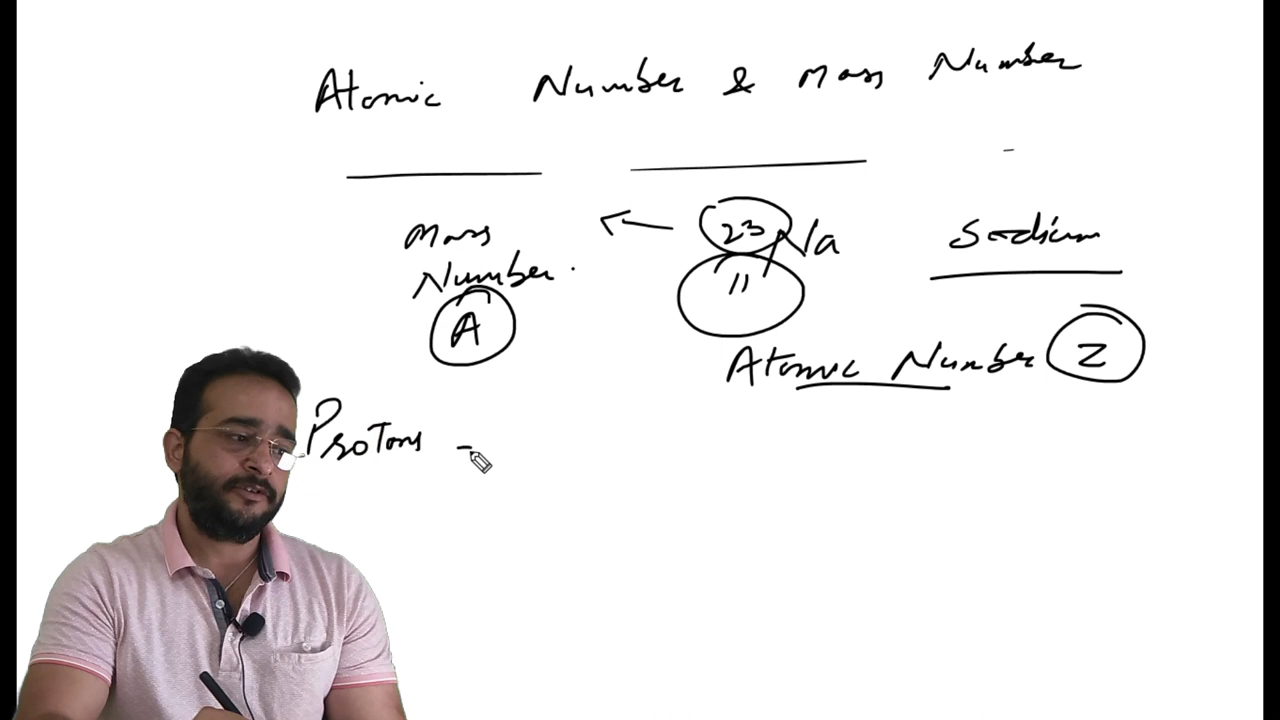 Atomic Number & Mass Number
Mass
Number.
A
23
11
Na
Sodium
Atomic Number Z
Protons -